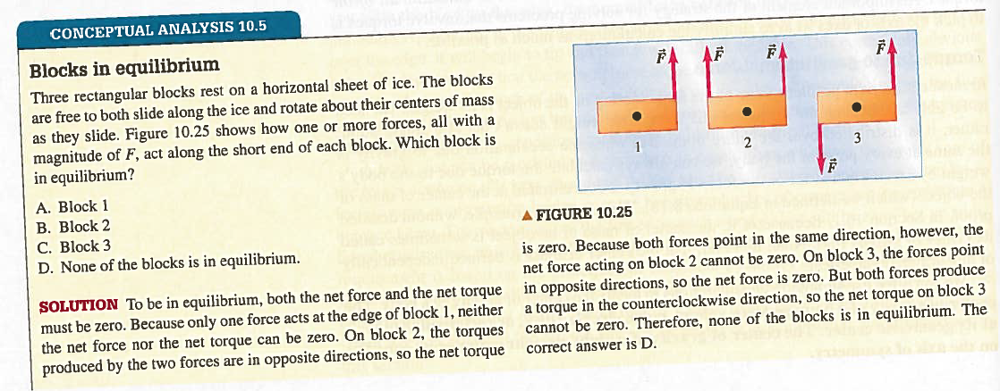 CONCEPTUAL ANALYSIS 10.5
Blocks in equilibrium
Three rectangular blocks rest on a horizontal sheet of ice. The blocks
are free to both slide along the ice and rotate about their centers of mass
as they slide. Figure 10.25 shows how one or more forces, all with a
magnitude of F, act along the short end of each block. Which block is
in equilibrium?
A. Block 1
B. Block 2
C. Block 3
D. None of the blocks is in equilibrium.
SOLUTION To be in equilibrium, both the net force and the net torque
must be zero. Because only one force acts at the edge of block 1, neither
the net force nor the net torque can be zero. On block 2, the torques
produced by the two forces are in opposite directions, so the net torque
F⃗ F⃗ F⃗ F⃗
1 2 3
F⃗
▲ FIGURE 10.25
is zero. Because both forces point in the same direction, however, the
net force acting on block 2 cannot be zero. On block 3, the forces point
in opposite directions, so the net force is zero. But both forces produce
a torque in the counterclockwise direction, so the net torque on block 3
cannot be zero. Therefore, none of the blocks is in equilibrium. The
correct answer is D.